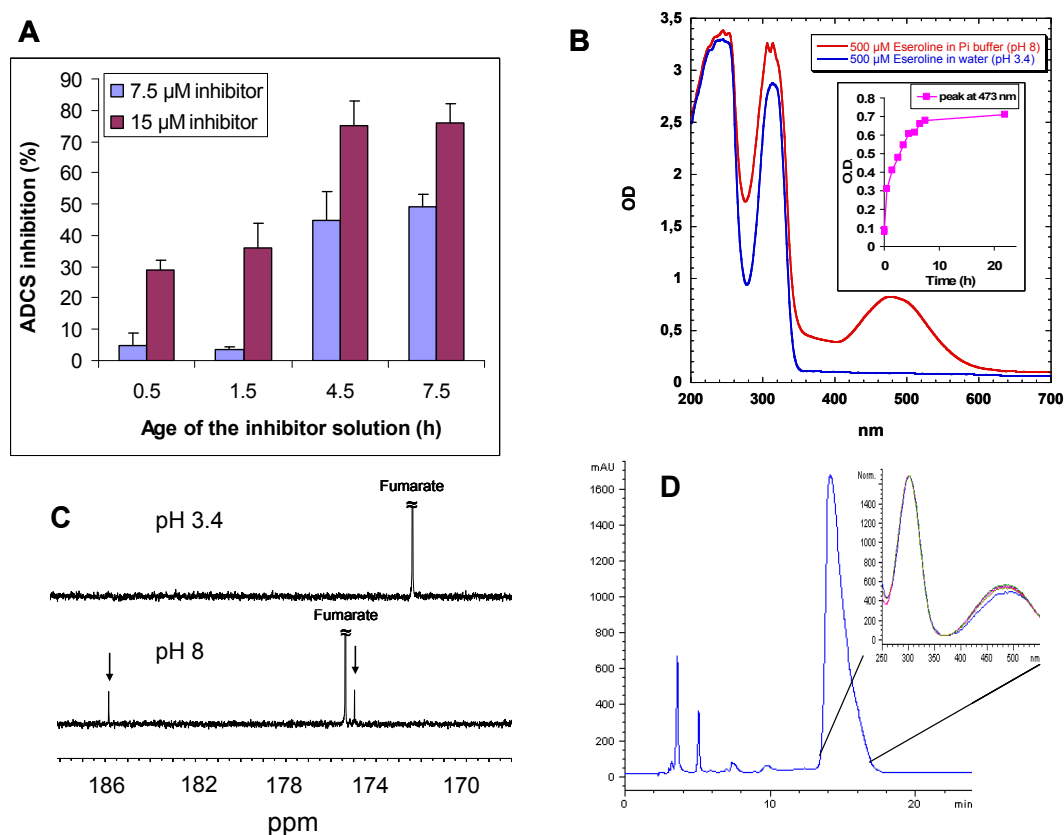 A
ADCS inhibition (%)
90
80
70
60
50
40
30
20
10
0
7.5 µM inhibitor
15 µM inhibitor
0.5 1.5 4.5 7.5
Age of the inhibitor solution (h)
B
OD
3,5
3
2,5
2
1,5
1
0,5
0
500 µM Eseroline in Pi buffer (pH 8)
500 µM Eseroline in water (pH 3.4)
peak at 473 nm
O.D.
0.8
0.7
0.6
0.5
0.4
0.3
0.2
0.1
0
0 10 20
Time (h)
200 300 400 500 600 700
nm
C
pH 3.4
Fumarate
pH 8
Fumarate
186 182 178 174 170
ppm
D
mAU
1600
1400
1200
1000
800
600
400
200
0
0 10 20 min
Norm.
1600
1400
1200
1000
800
600
400
200
0
250 300 350 400 450 500 nm